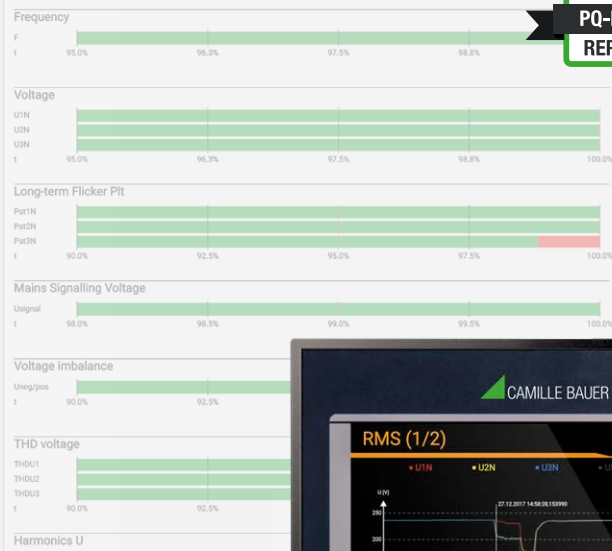 Frequency
PQ-
F
REP
t 95.0% 96.3% 97.5% 98.8%
Voltage
U1N
U2N
U3N
t 95.0% 96.3% 97.5% 98.8% 100.0%
Long-term Flicker Plt
Pst1N
Pst2N
Pst3N
t 90.0% 92.5% 95.0% 97.5% 100.0%
Mains Signalling Voltage
Usignal
t 98.0% 98.5% 99.0% 99.5% 100.0%
Voltage imbalance
Uneg/pos
t 90.0% 92.5%
CAMILLE BAUER
THD voltage
RMS (1/2)
THDU1
THDU2
THDU3
U1N U2N U3N
t 90.0% 92.5%
U [V]
27.12.2017 14:58:28,153990
250
200
Harmonics U